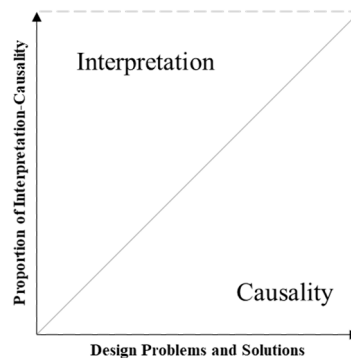 Interpretation
Proportion of Interpretation-Causality
Causality
Design Problems and Solutions